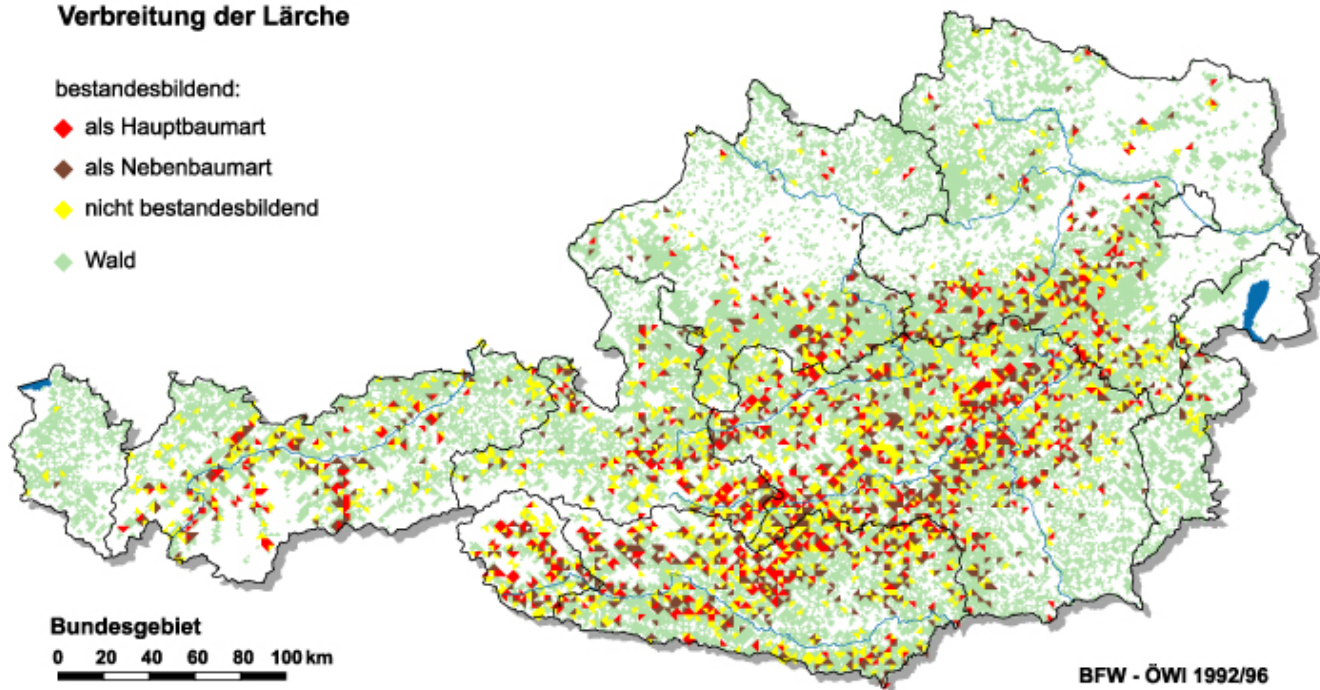 Verbreitung der Lärche
bestandesbildend:
als Hauptbaumart
als Nebenbaumart
nicht bestandesbildend
Wald
Bundesgebiet
0 20 40 60 80 100 km
BFW - ÖWI 1992/96